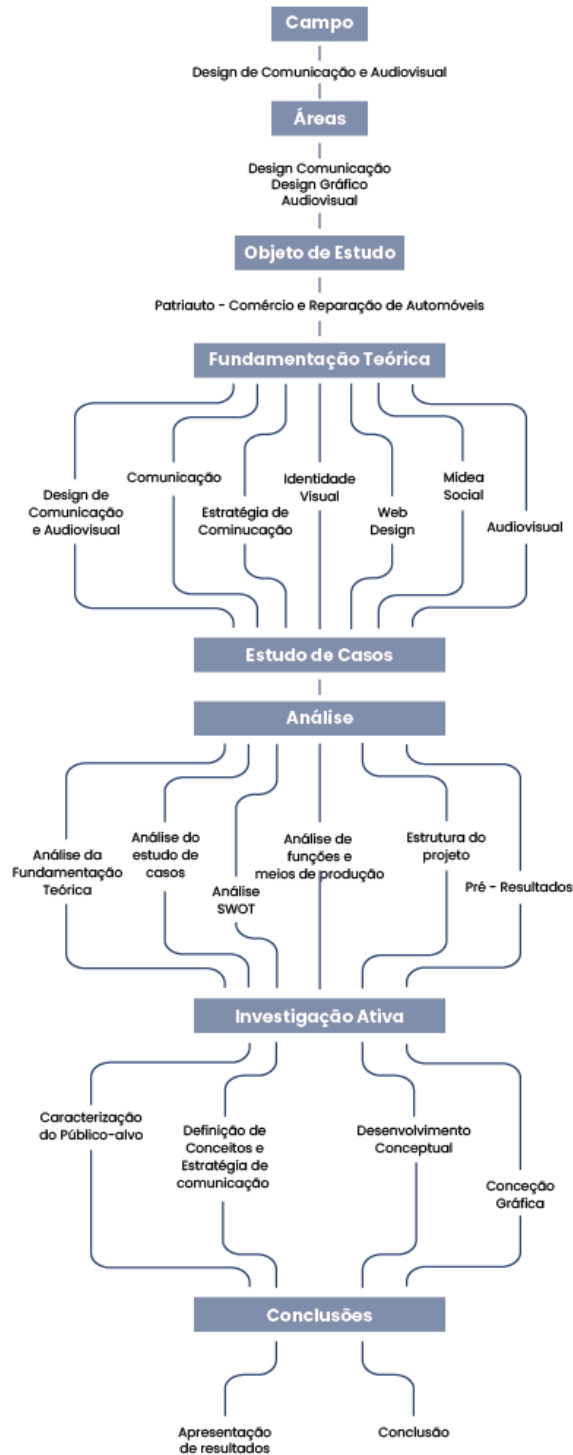 Campo
Design de Comunicação e Audiovisual
Áreas
Design Comunicação
Design Gráfico
Audiovisual
Objeto de Estudo
Patriauto - Comércio e Reparação de Automóveis
Fundamentação Teórica
Design de
Comunicação
e Audiovisual
Comunicação
Estratégia de
Cominucação
Identidade
Visual
Web
Design
Midea
Social
Audiovisual
Estudo de Casos
Análise
Análise da
Fundamentação
Teórica
Análise do
estudo de
casos
Análise
SWOT
Análise de
funções e
meios de produção
Estrutura do
projeto
Pré - Resultados
Investigação Ativa
Caracterização
do Público-alvo
Definição de
Conceitos e
Estratégia de
comunicação
Desenvolvimento
Conceptual
Conceção
Gráfica
Conclusões
Apresentação
de resultados
Conclusão